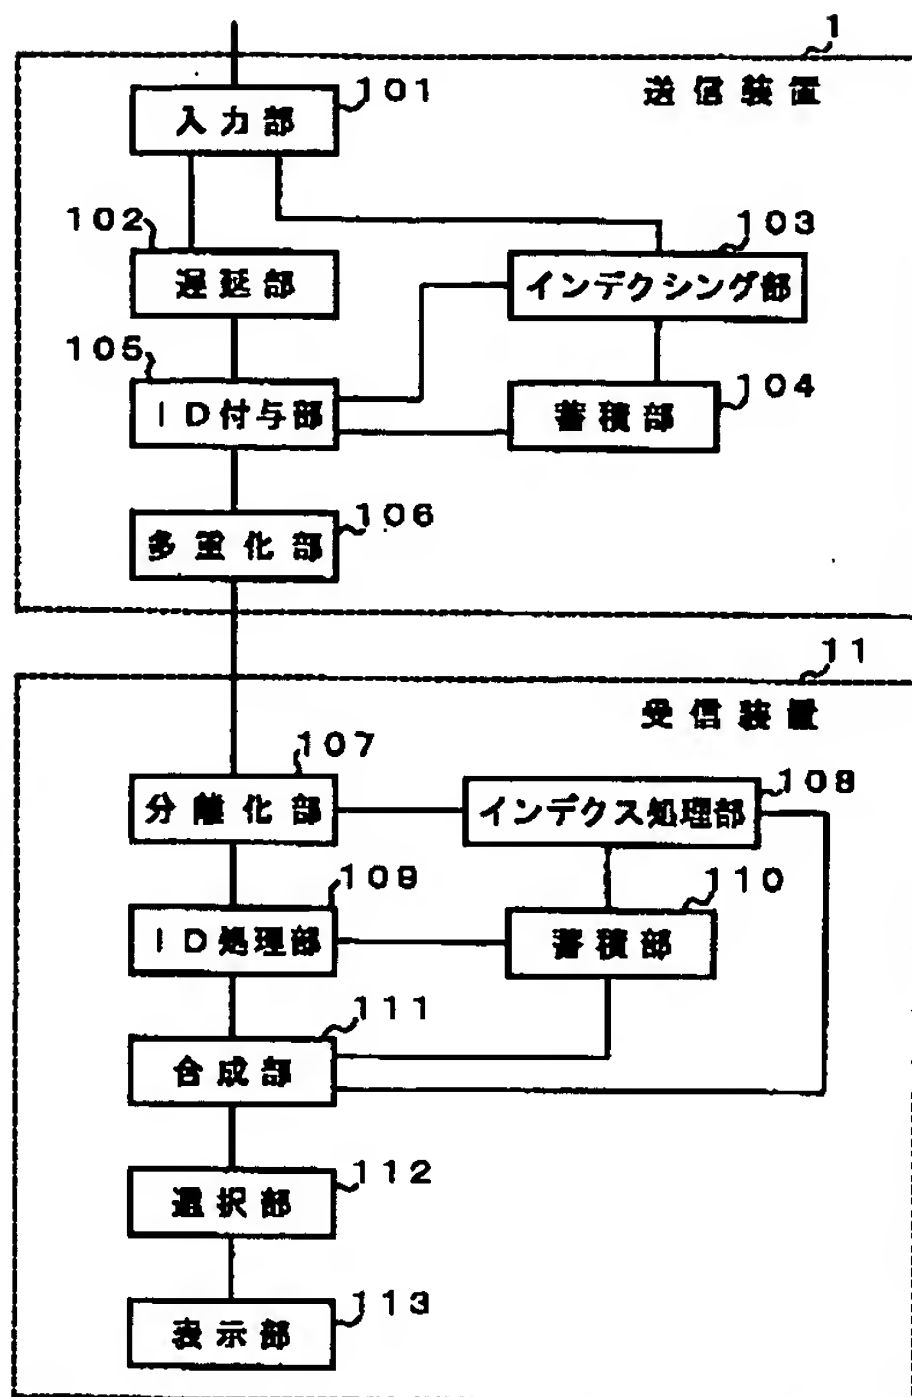 1
送信装置
101
入力部
102
遅延部
103
インデクシング部
105
ID付与部
104
蓄積部
106
多重化部
11
受信装置
107
分離化部
108
インデクス処理部
109
ID処理部
110
蓄積部
111
合成部
112
選択部
113
表示部